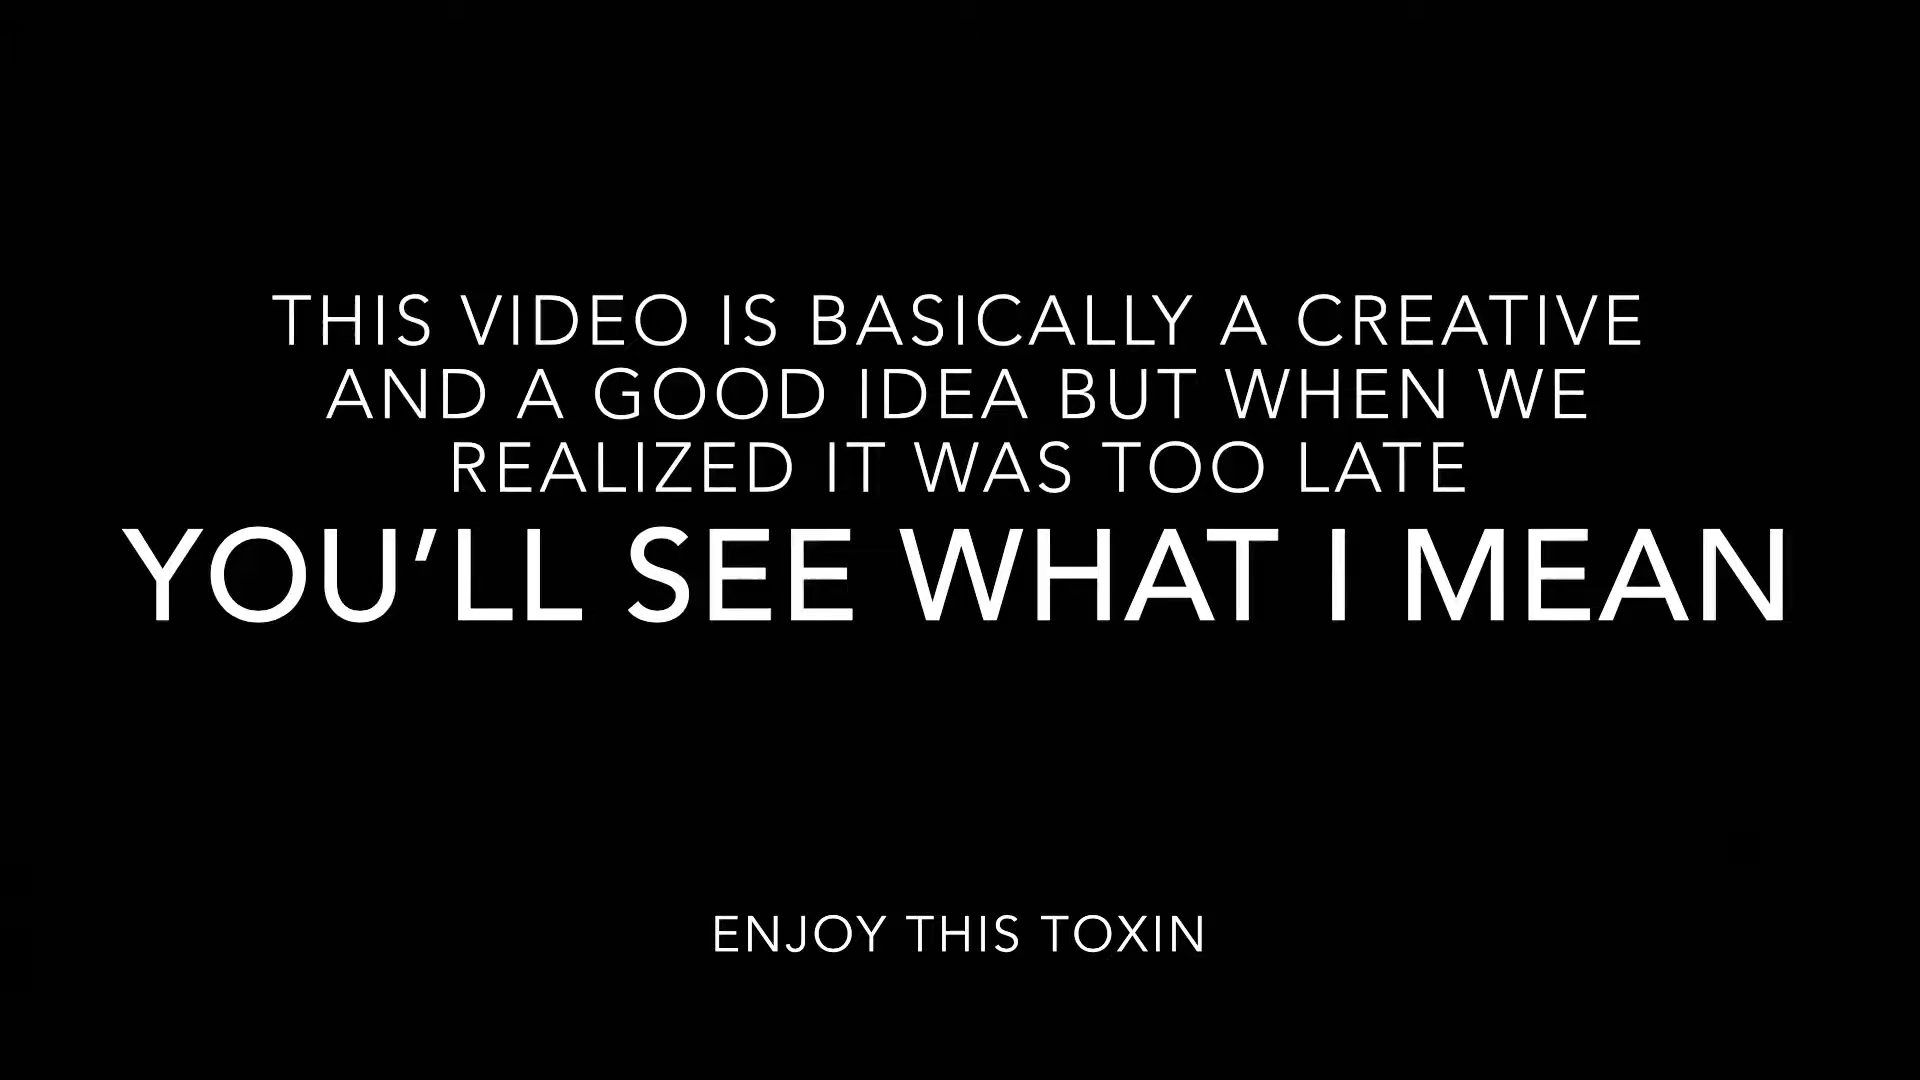 THIS VIDEO IS BASICALLY A CREATIVE
AND A GOOD IDEA BUT WHEN WE
REALIZED IT WAS TOO LATE
YOU'LL SEE WHAT I MEAN
ENJOY THIS TOXIN